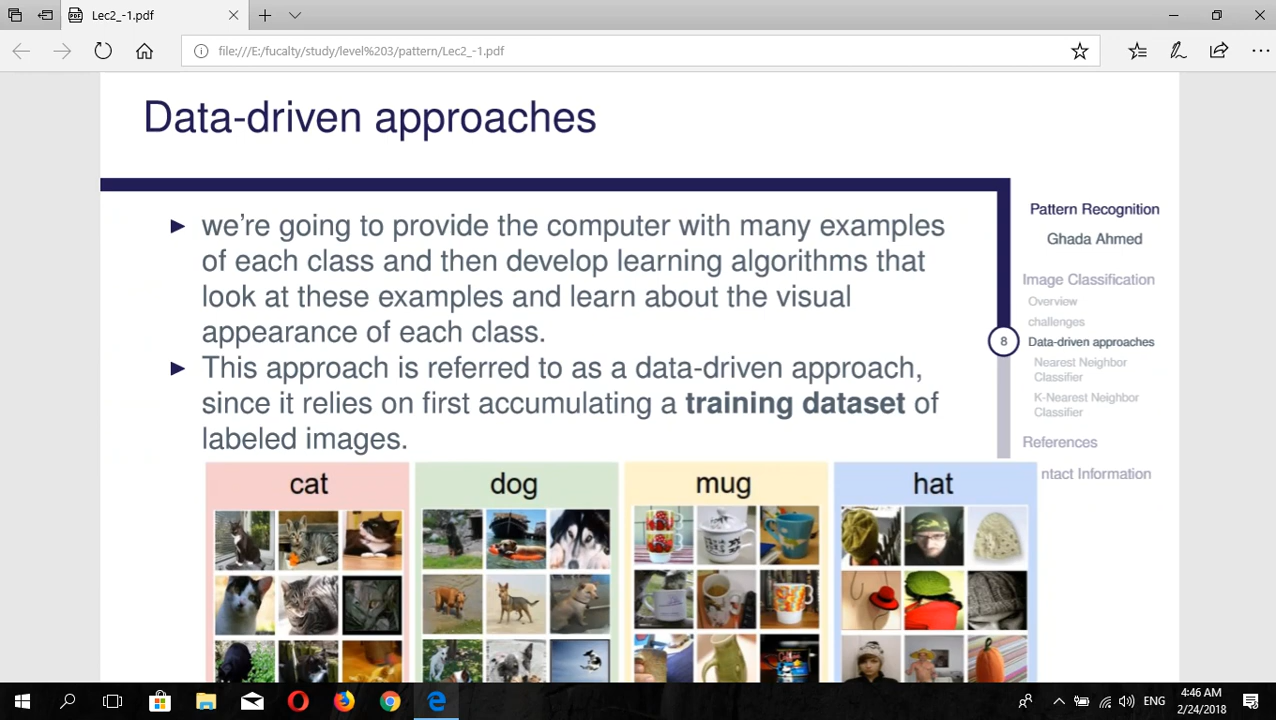 Lec2_-1.pdf
file:///E:/fucalty/study/level%203/pattern/Lec2_-1.pdf
Data-driven approaches
we're going to provide the computer with many examples
of each class and then develop learning algorithms that
look at these examples and learn about the visual
appearance of each class.
This approach is referred to as a data-driven approach,
since it relies on first accumulating a training dataset of
labeled images.
cat
dog
mug
hat
Pattern Recognition
Ghada Ahmed
Image Classification
Overview
challenges
8
Data-driven approaches
Nearest Neighbor
Classifier
K-Nearest Neighbor
Classifier
References
ntact Information
ENG
4:46 AM
2/24/2018